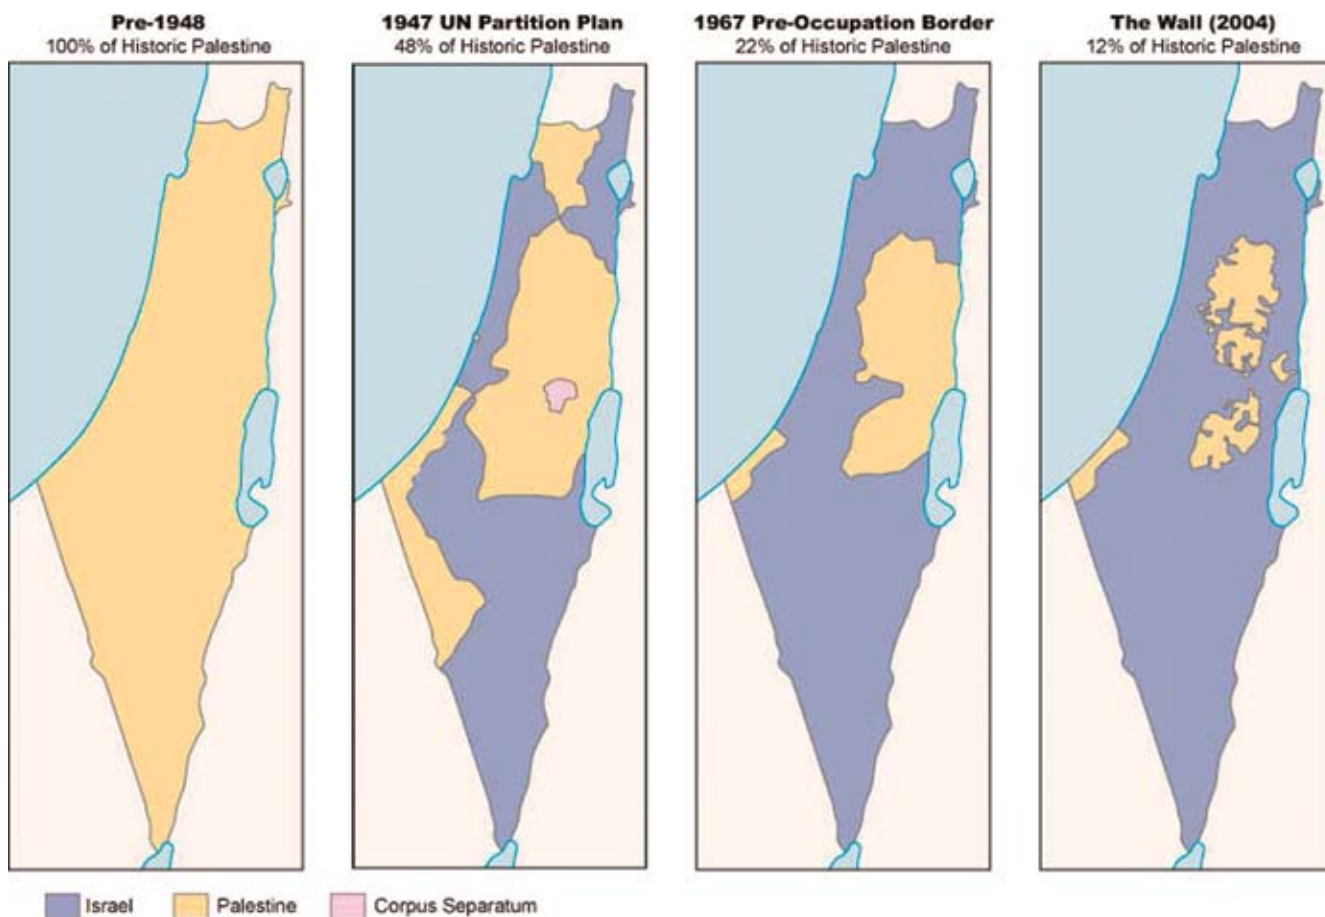 Pre-1948
100% of Historic Palestine
1947 UN Partition Plan
48% of Historic Palestine
1967 Pre-Occupation Border
22% of Historic Palestine
The Wall (2004)
12% of Historic Palestine
Israel
Palestine
Corpus Separatum